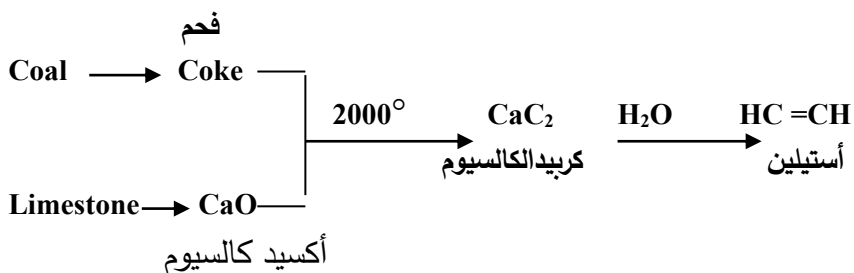 فحم
Coal Coke
2000° CaC₂ H₂O HC =CH
كربيدالكالسيوم أستيلين
Limestone CaO
أكسيد كالسيوم